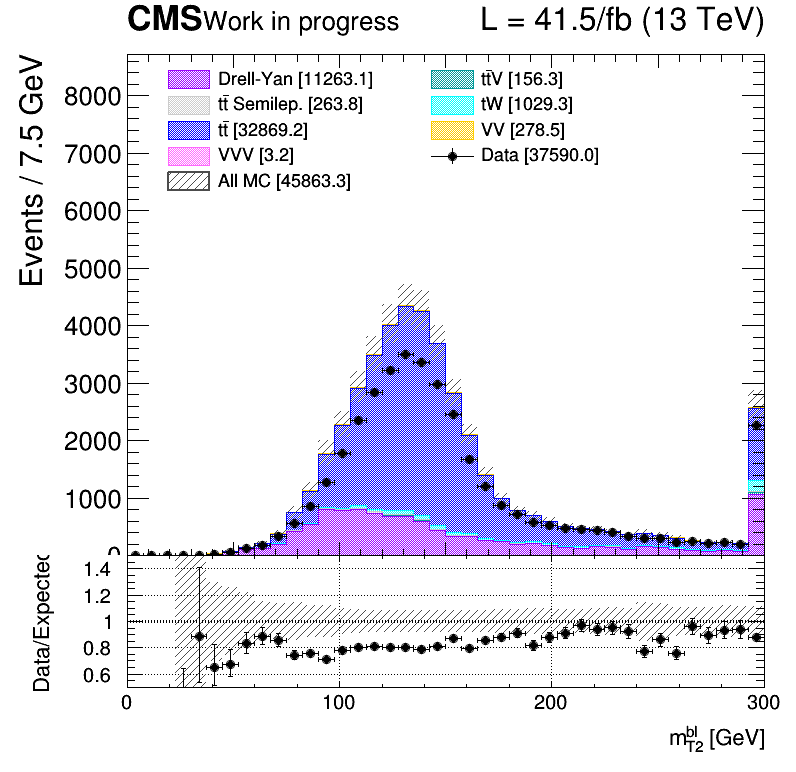 CMS Work in progress L = 41.5/fb (13 TeV)
Events / 7.5 GeV
Drell-Yan [11263.1]
tt̄ Semilep. [263.8]
tt̄ [32869.2]
VVV [3.2]
All MC [45863.3]
tt̄V [156.3]
tW [1029.3]
VV [278.5]
Data [37590.0]
8000
7000
6000
5000
4000
3000
2000
1000
0
Data/Expected
1.4
1.2
1
0.8
0.6
0 100 200 300
m_{T2}^{bl} [GeV]